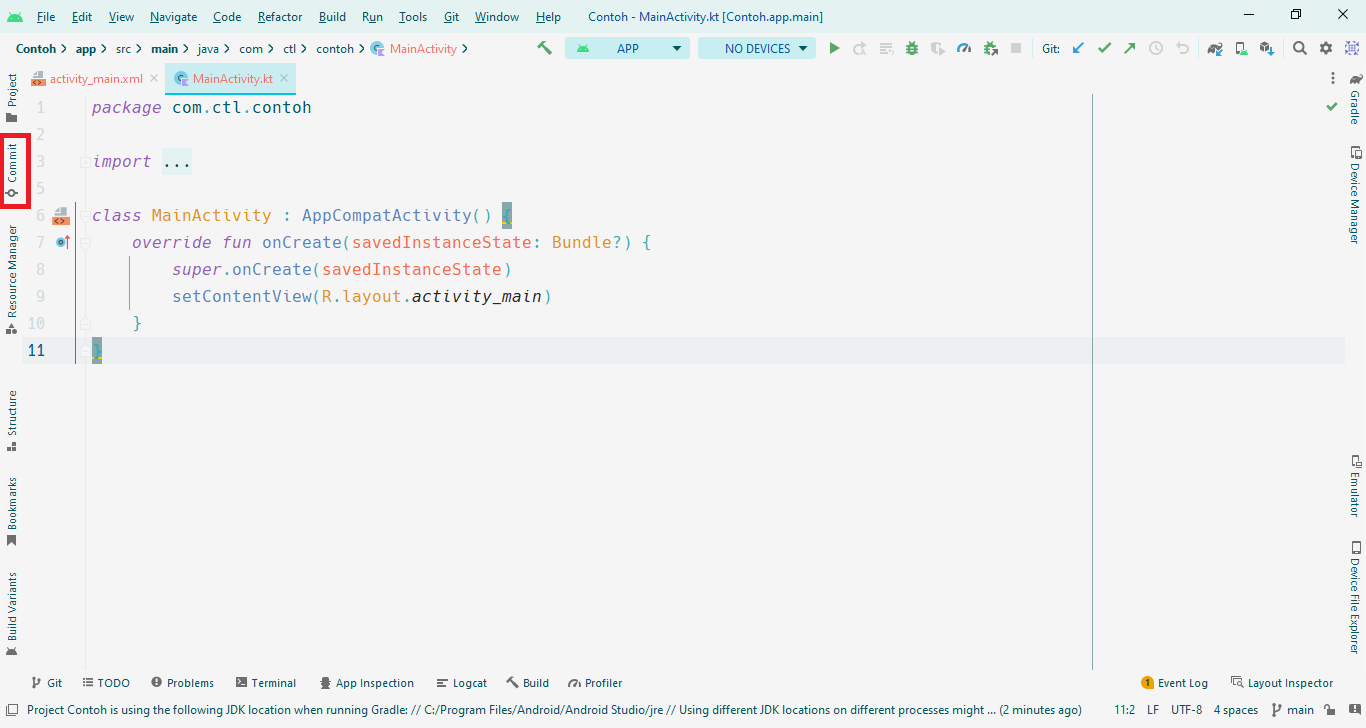 File Edit View Navigate Code Refactor Build Run Tools Git Window Help Contoh - MainActivity.kt [Contoh.app.main]
Contoh app src main java com ctl contoh MainActivity APP NO DEVICES Git:
activity_main.xml MainActivity.kt
Project
Commit
Resource Manager
Structure
Bookmarks
Build Variants
1 package com.ctl.contoh
2
3 import ...
5
6 class MainActivity : AppCompatActivity() {
7 override fun onCreate(savedInstanceState: Bundle?) {
8 super.onCreate(savedInstanceState)
9 setContentView(R.layout.activity_main)
10 }
11 }
Gradle
Device Manager
Emulator
Device File Explorer
Git TODO Problems Terminal App Inspection Logcat Build Profiler 1 Event Log Layout Inspector
Project Contoh is using the following JDK location when running Gradle: // C:/Program Files/Android/Android Studio/jre // Using different JDK locations on different processes might ... (2 minutes ago) 11:2 LF UTF-8 4 spaces main